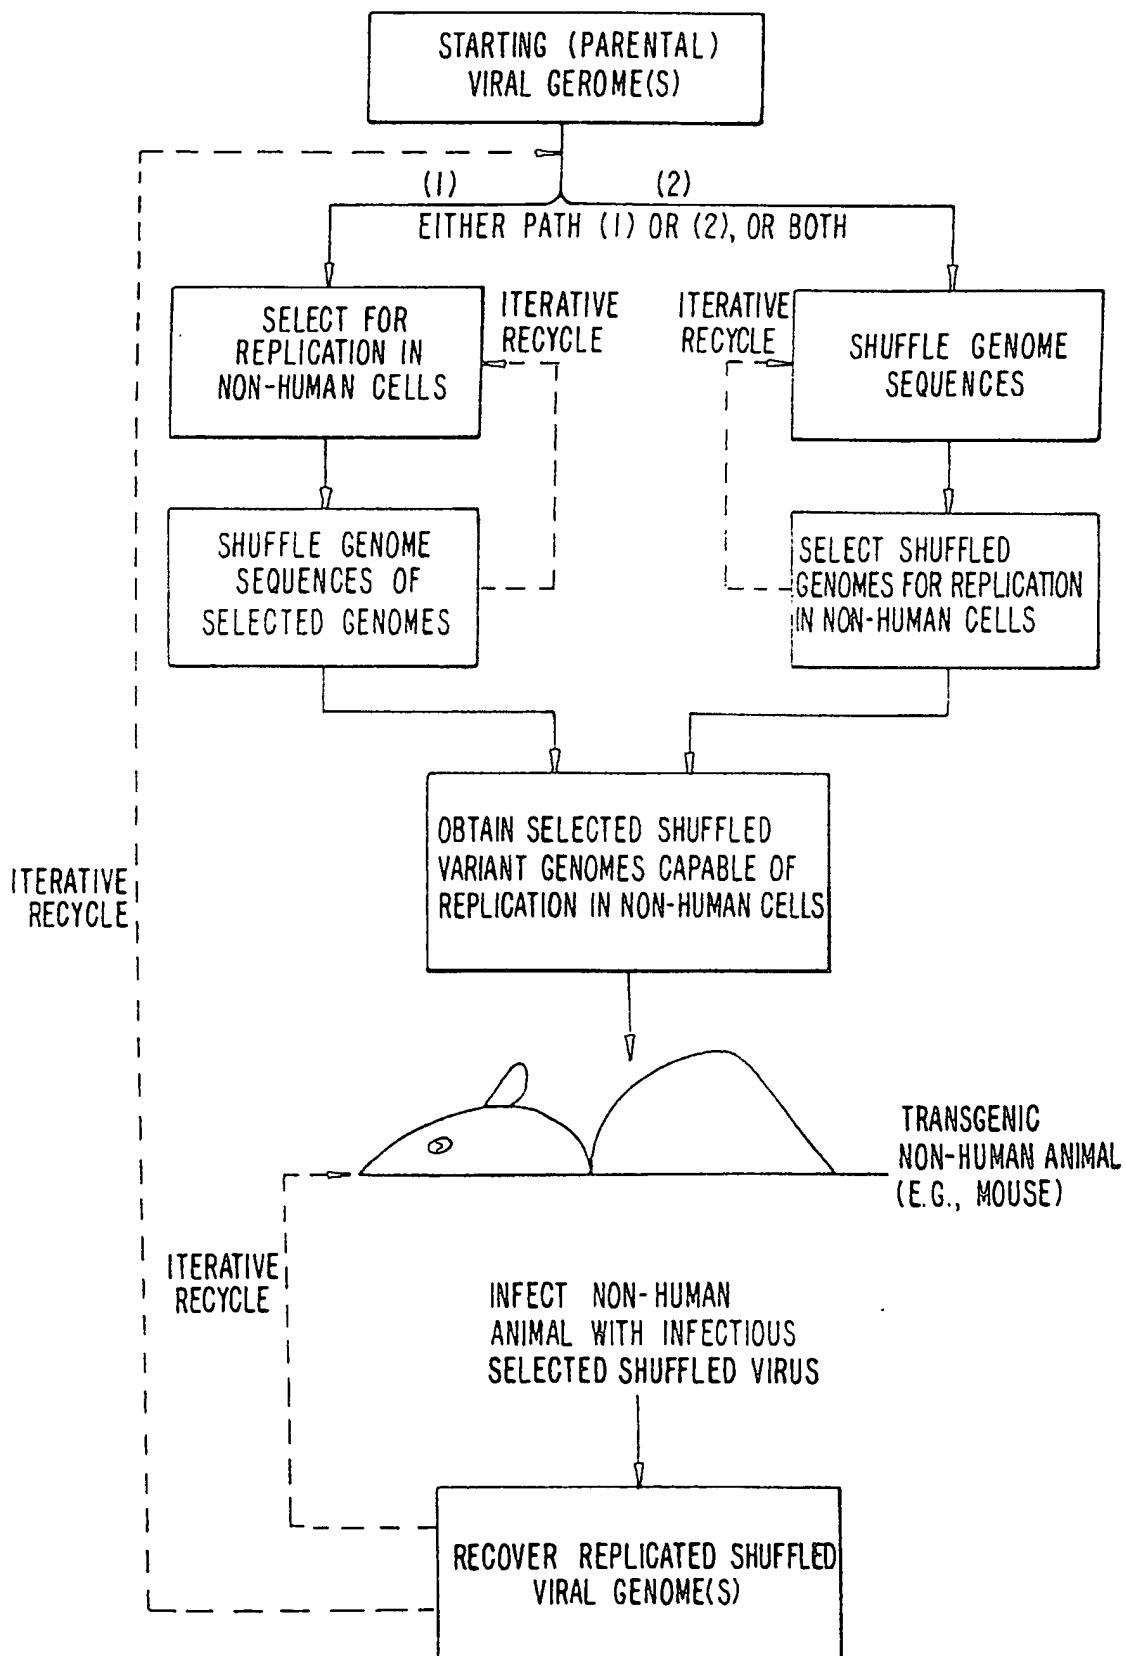 STARTING (PARENTAL)
VIRAL GEROME(S)
(1)
(2)
EITHER PATH (1) OR (2), OR BOTH
SELECT FOR
REPLICATION IN
NON-HUMAN CELLS
ITERATIVE
RECYCLE
ITERATIVE
RECYCLE
SHUFFLE GENOME
SEQUENCES
SHUFFLE GENOME
SEQUENCES OF
SELECTED GENOMES
SELECT SHUFFLED
GENOMES FOR REPLICATION
IN NON-HUMAN CELLS
OBTAIN SELECTED SHUFFLED
VARIANT GENOMES CAPABLE OF
REPLICATION IN NON-HUMAN CELLS
ITERATIVE
RECYCLE
TRANSGENIC
NON-HUMAN ANIMAL
(E.G., MOUSE)
ITERATIVE
RECYCLE
INFECT NON-HUMAN
ANIMAL WITH INFECTIOUS
SELECTED SHUFFLED VIRUS
RECOVER REPLICATED SHUFFLED
VIRAL GENOME(S)